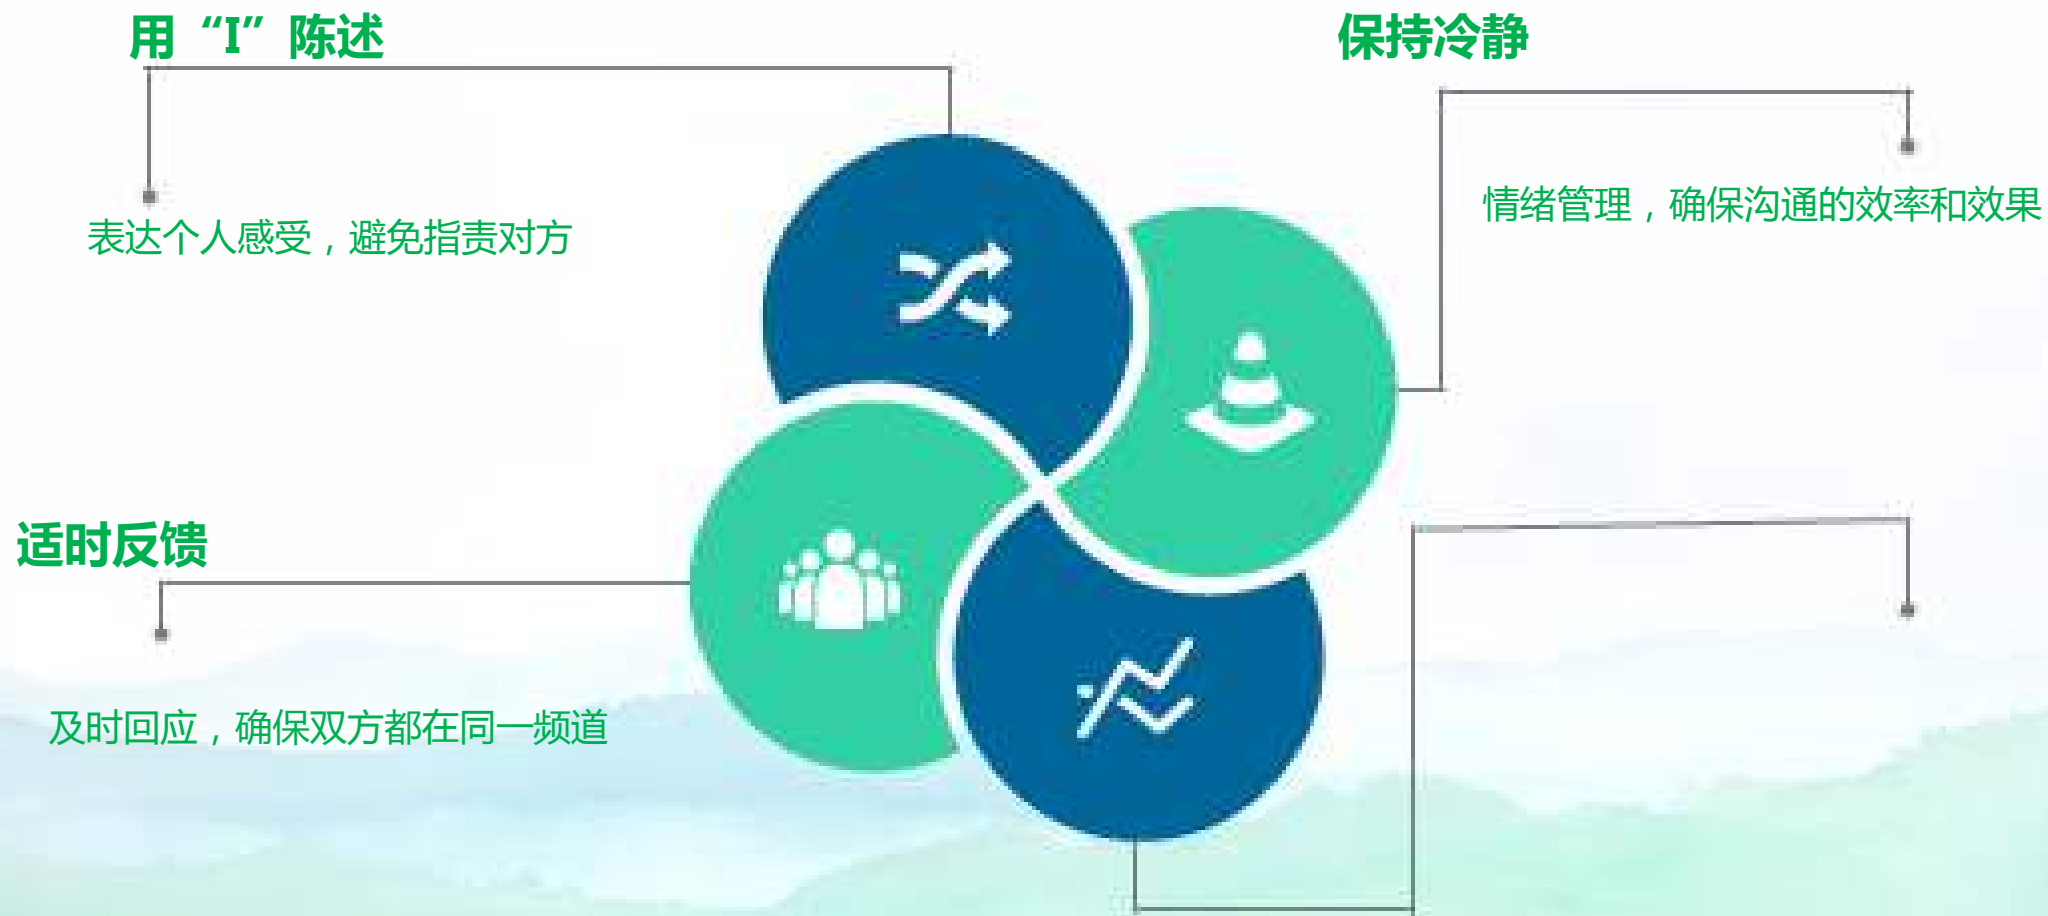 用“I”陈述
保持冷静
表达个人感受，避免指责对方
情绪管理，确保沟通的效率和效果
适时反馈
及时回应，确保双方都在同一频道